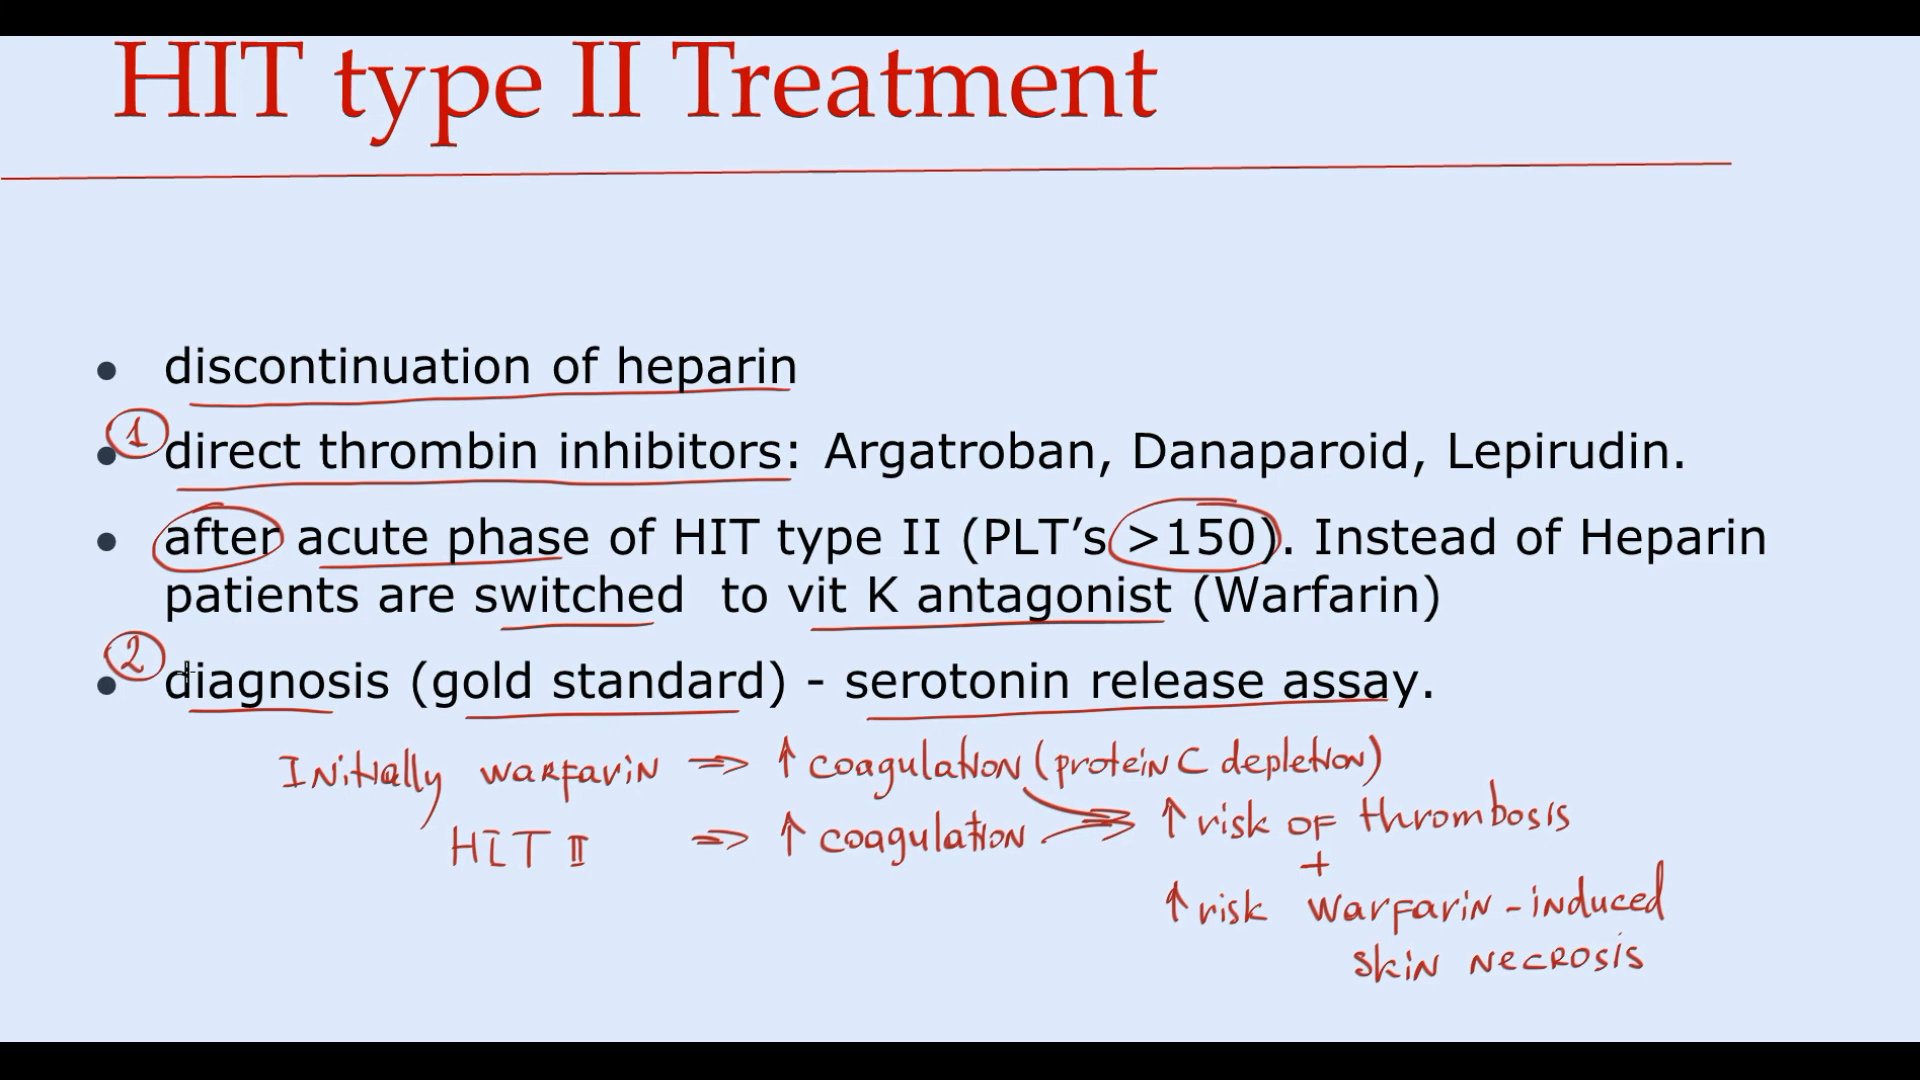 HIT type II Treatment
• discontinuation of heparin
① • direct thrombin inhibitors: Argatroban, Danaparoid, Lepirudin.
• after acute phase of HIT type II (PLT’s >150). Instead of Heparin
patients are switched to vit K antagonist (Warfarin)
② • diagnosis (gold standard) - serotonin release assay.
Initially warfarin ⇒ ↑ coagulation (protein C depletion)
HIT II ⇒ ↑ coagulation ⇒ ↑ risk of thrombosis
+
↑ risk warfarin-induced
skin necrosis